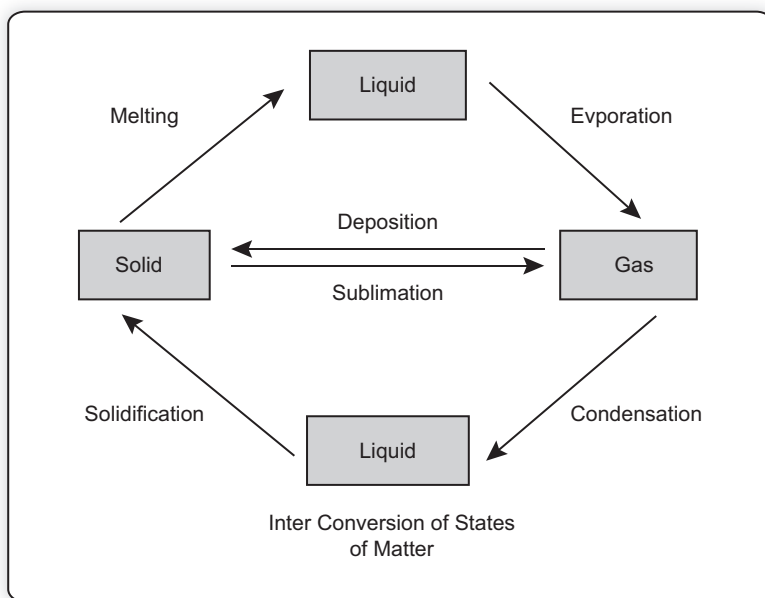 Liquid
Melting
Evporation
Deposition
Solid
Gas
Sublimation
Solidification
Condensation
Liquid
Inter Conversion of States
of Matter